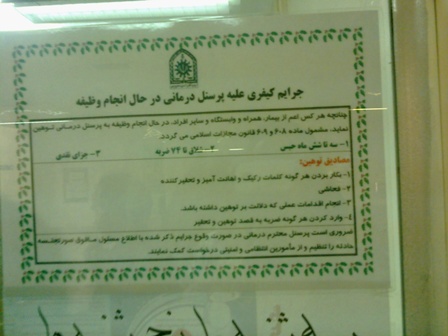 جرایم کیفری علیه پرسنل درمانی در حال انجام وظیفه
چنانچه هر کس اعم از بیمار، همراه و وابستگاه و سایر افراد، در حال انجام وظیفه به پرسنل درمانی توهین
نماید، مشمول ماده ۶۰۸ و ۶۰۹ قانون مجازات اسلامی می گردد.
۱- سه تا شش ماه حبس ۲- شلاق تا ۷۴ ضربه ۳- جزای نقدی
مصادیق توهین:
۱- بکار بردن هر گونه کلمات رکیک و اهانت آمیز و تحقیر کننده
۲- فحاشی
۳- انجام اقدامات عملی که دلالت بر توهین داشته باشد.
۴- وارد کردن هر گونه ضربه به قصد توهین و تحقیر
ضروری است پرسنل محترم درمانی در صورت وقوع جرایم ذکر شده با اطلاع مسئول مافوق صورتجلسه
حادثه را تنظیم و از مأمورین انتظامی و امنیتی درخواست کمک نمایند.